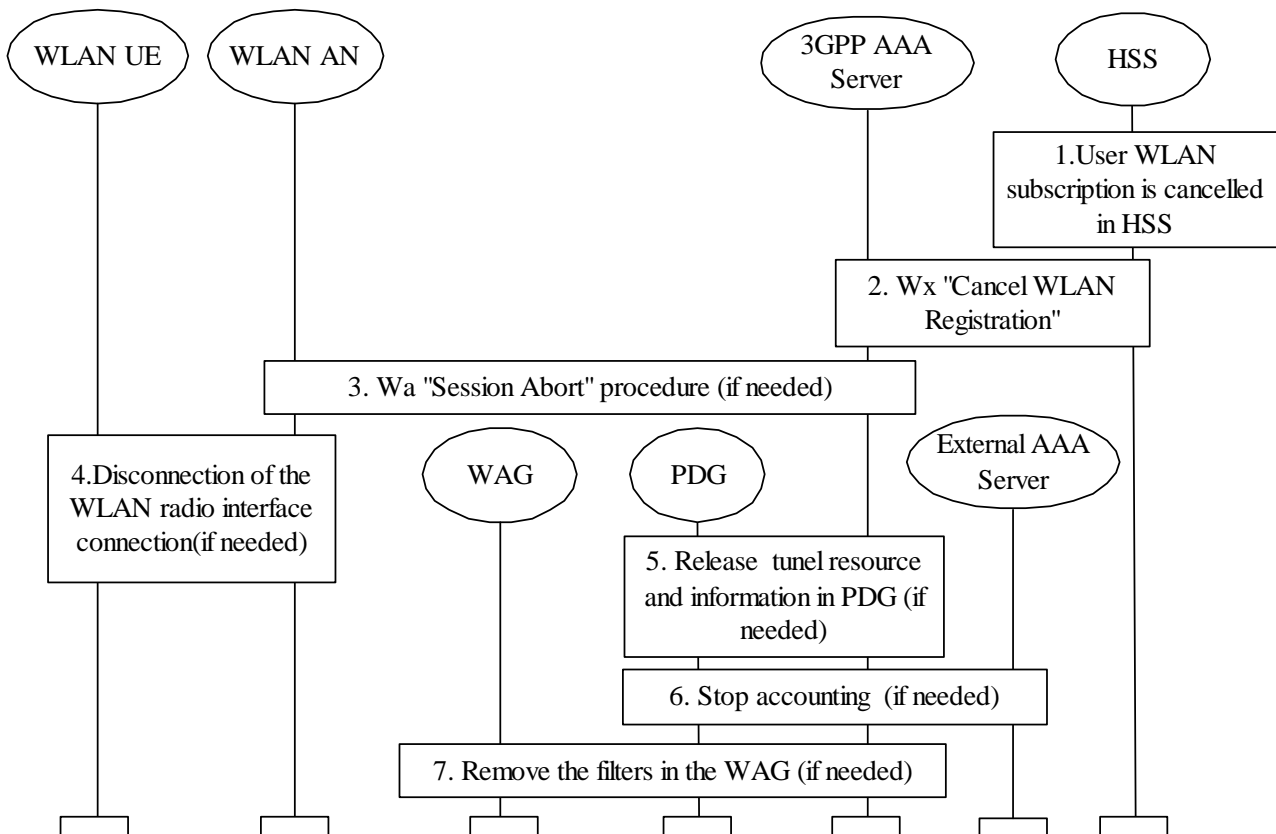 WLAN UE
WLAN AN
3GPP AAA
Server
HSS
1.User WLAN
subscription is cancelled
in HSS
2. Wx "Cancel WLAN
Registration"
3. Wa "Session Abort" procedure (if needed)
4.Disconnection of the
WLAN radio interface
connection(if needed)
WAG
PDG
External AAA
Server
5. Release tunel resource
and information in PDG (if
needed)
6. Stop accounting (if needed)
7. Remove the filters in the WAG (if needed)